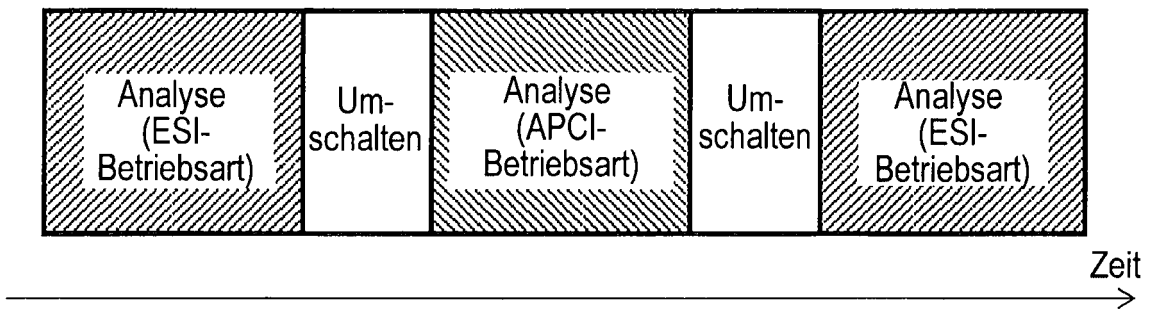 Analyse
(ESI-
Betriebsart)
Um-
schalten
Analyse
(APCI-
Betriebsart)
Um-
schalten
Analyse
(ESI-
Betriebsart)
Zeit